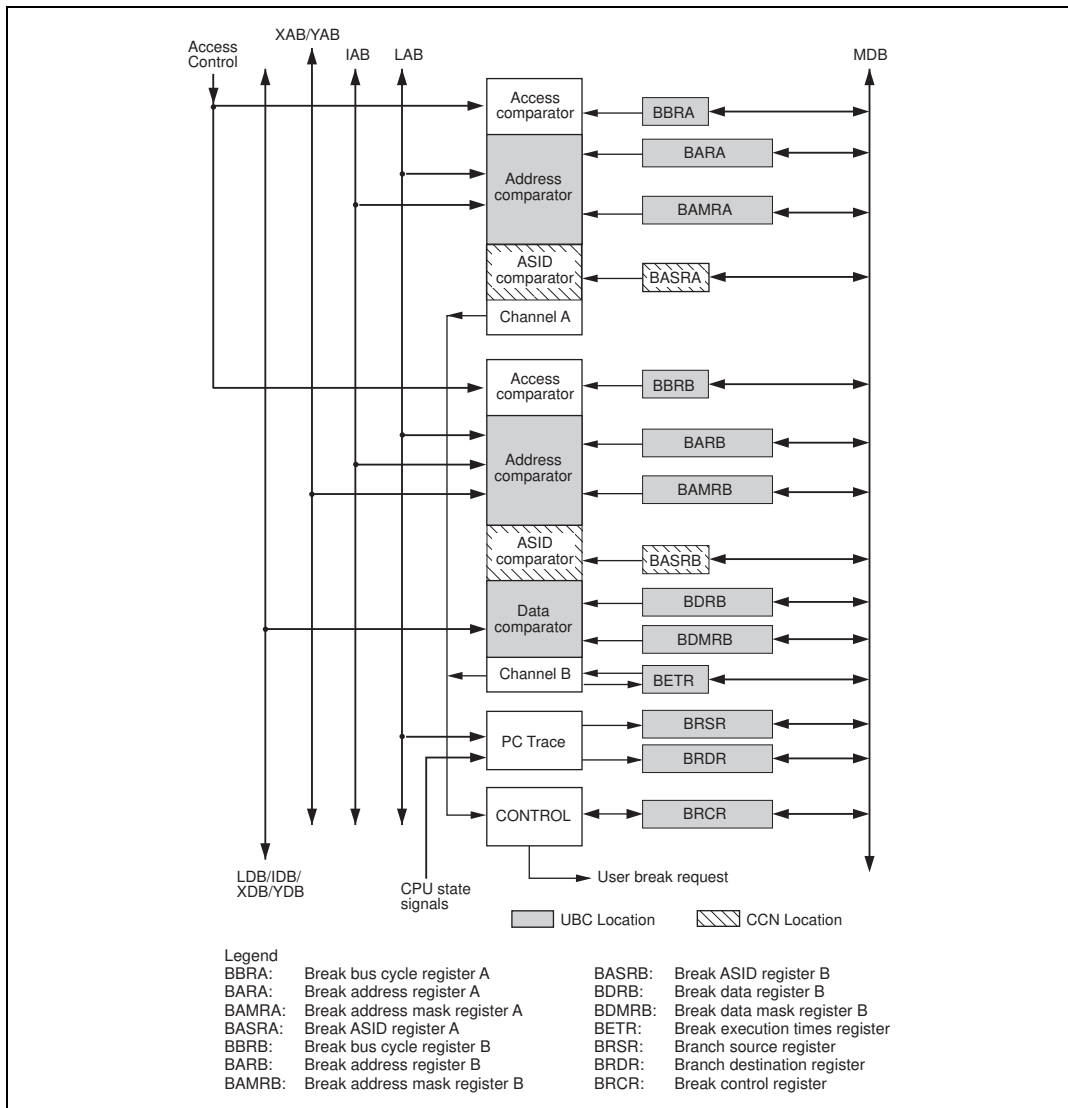 Access
Control
XAB/YAB
IAB
LAB
MDB
Access
comparator
BBRA
BARA
Address
comparator
BAMRA
ASID
comparator
BASRA
Channel A
Access
comparator
BBRB
BARB
Address
comparator
BAMRB
ASID
comparator
BASRB
BDRB
Data
comparator
BDMRB
Channel B
BETR
BRSR
PC Trace
BRDR
CONTROL
BRCR
LDB/IDB/
XDB/YDB
CPU state
signals
User break request
UBC Location
CCN Location
Legend
BBRA: Break bus cycle register A
BARA: Break address register A
BAMRA: Break address mask register A
BASRA: Break ASID register A
BBRB: Break bus cycle register B
BARB: Break address register B
BAMRB: Break address mask register B
BASRB: Break ASID register B
BDRB: Break data register B
BDMRB: Break data mask register B
BETR: Break execution times register
BRSR: Branch source register
BRDR: Branch destination register
BRCR: Break control register